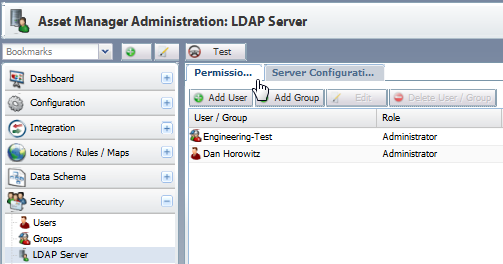 Asset Manager Administration: LDAP Server
Bookmarks Test
Permissio... Server Configurati...
Add User Add Group Edit Delete User / Group
User / Group Role
Engineering-Test Administrator
Dan Horowitz Administrator
Dashboard
Configuration
Integration
Locations / Rules / Maps
Data Schema
Security
Users
Groups
LDAP Server